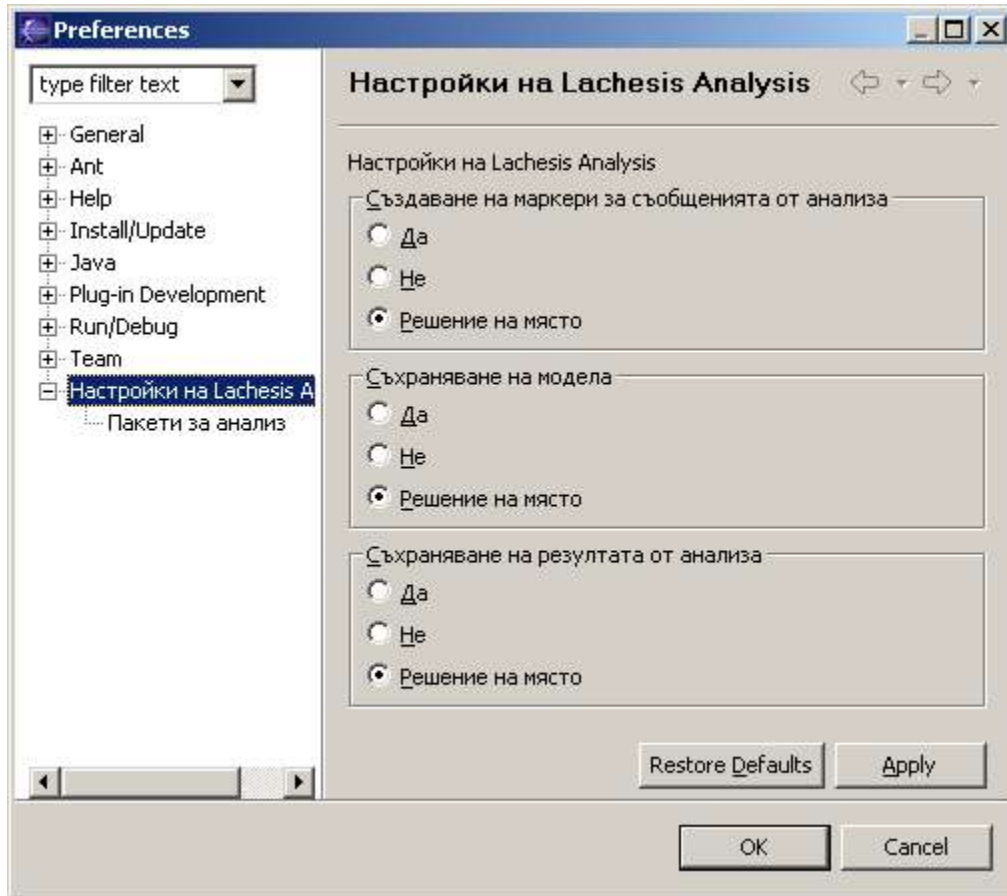 Preferences
type filter text
General
Ant
Help
Install/Update
Java
Plug-in Development
Run/Debug
Team
Настройки на Lachesis A
Пакети за анализ
Настройки на Lachesis Analysis
Настройки на Lachesis Analysis
Създаване на маркери за съобщенията от анализа
Да
Не
Решение на място
Съхраняване на модела
Да
Не
Решение на място
Съхраняване на резултата от анализа
Да
Не
Решение на място
Restore Defaults
Apply
OK
Cancel